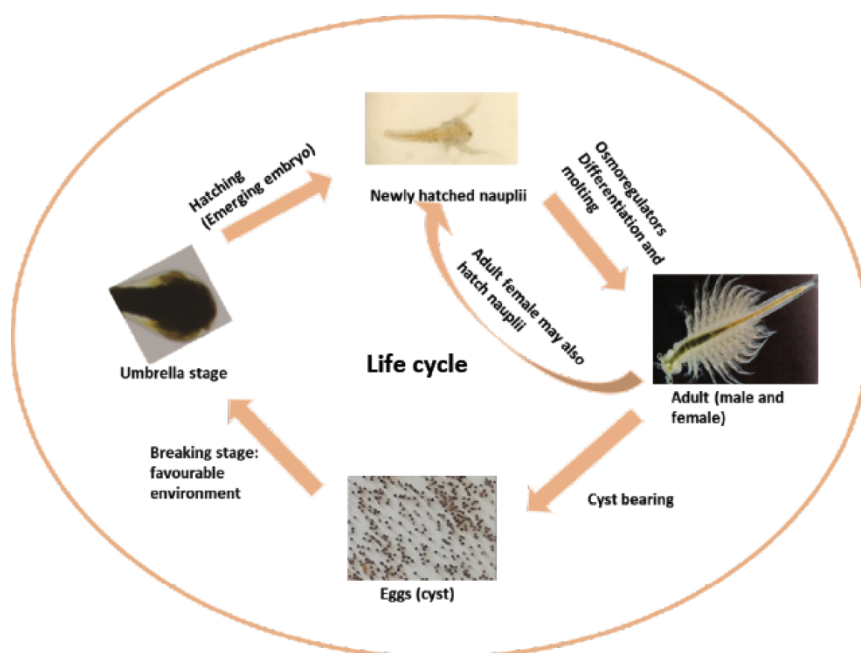 Hatching
(Emerging embryo)
Newly hatched nauplii
Osmoregulators
Differentiation and
molting
Adult female may also
hatch nauplii
Umbrella stage
Life cycle
Adult (male and
female)
Breaking stage:
favourable
environment
Cyst bearing
Eggs (cyst)